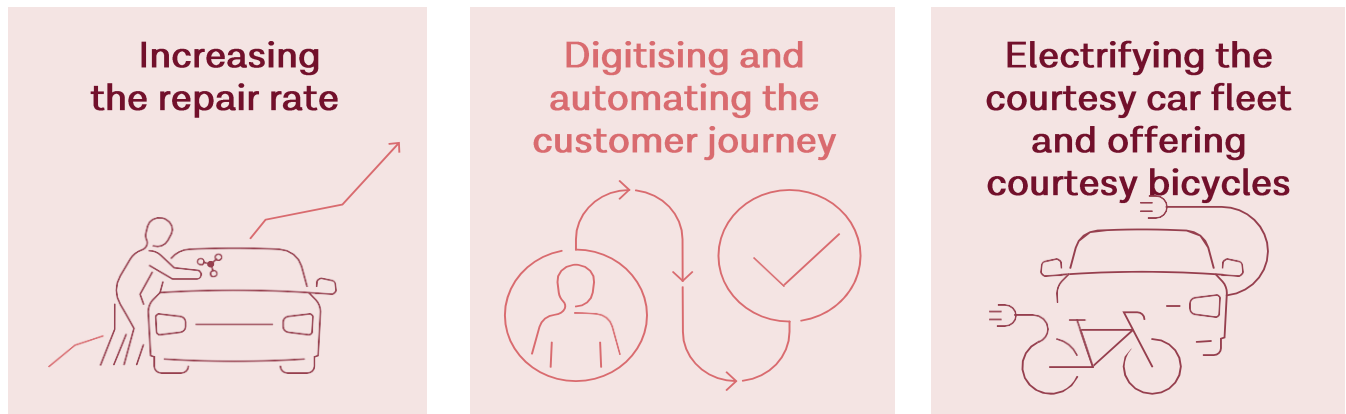 Increasing
the repair rate
Digitising and
automating the
customer journey
Electrifying the
courtesy car fleet
and offering
courtesy bicycles